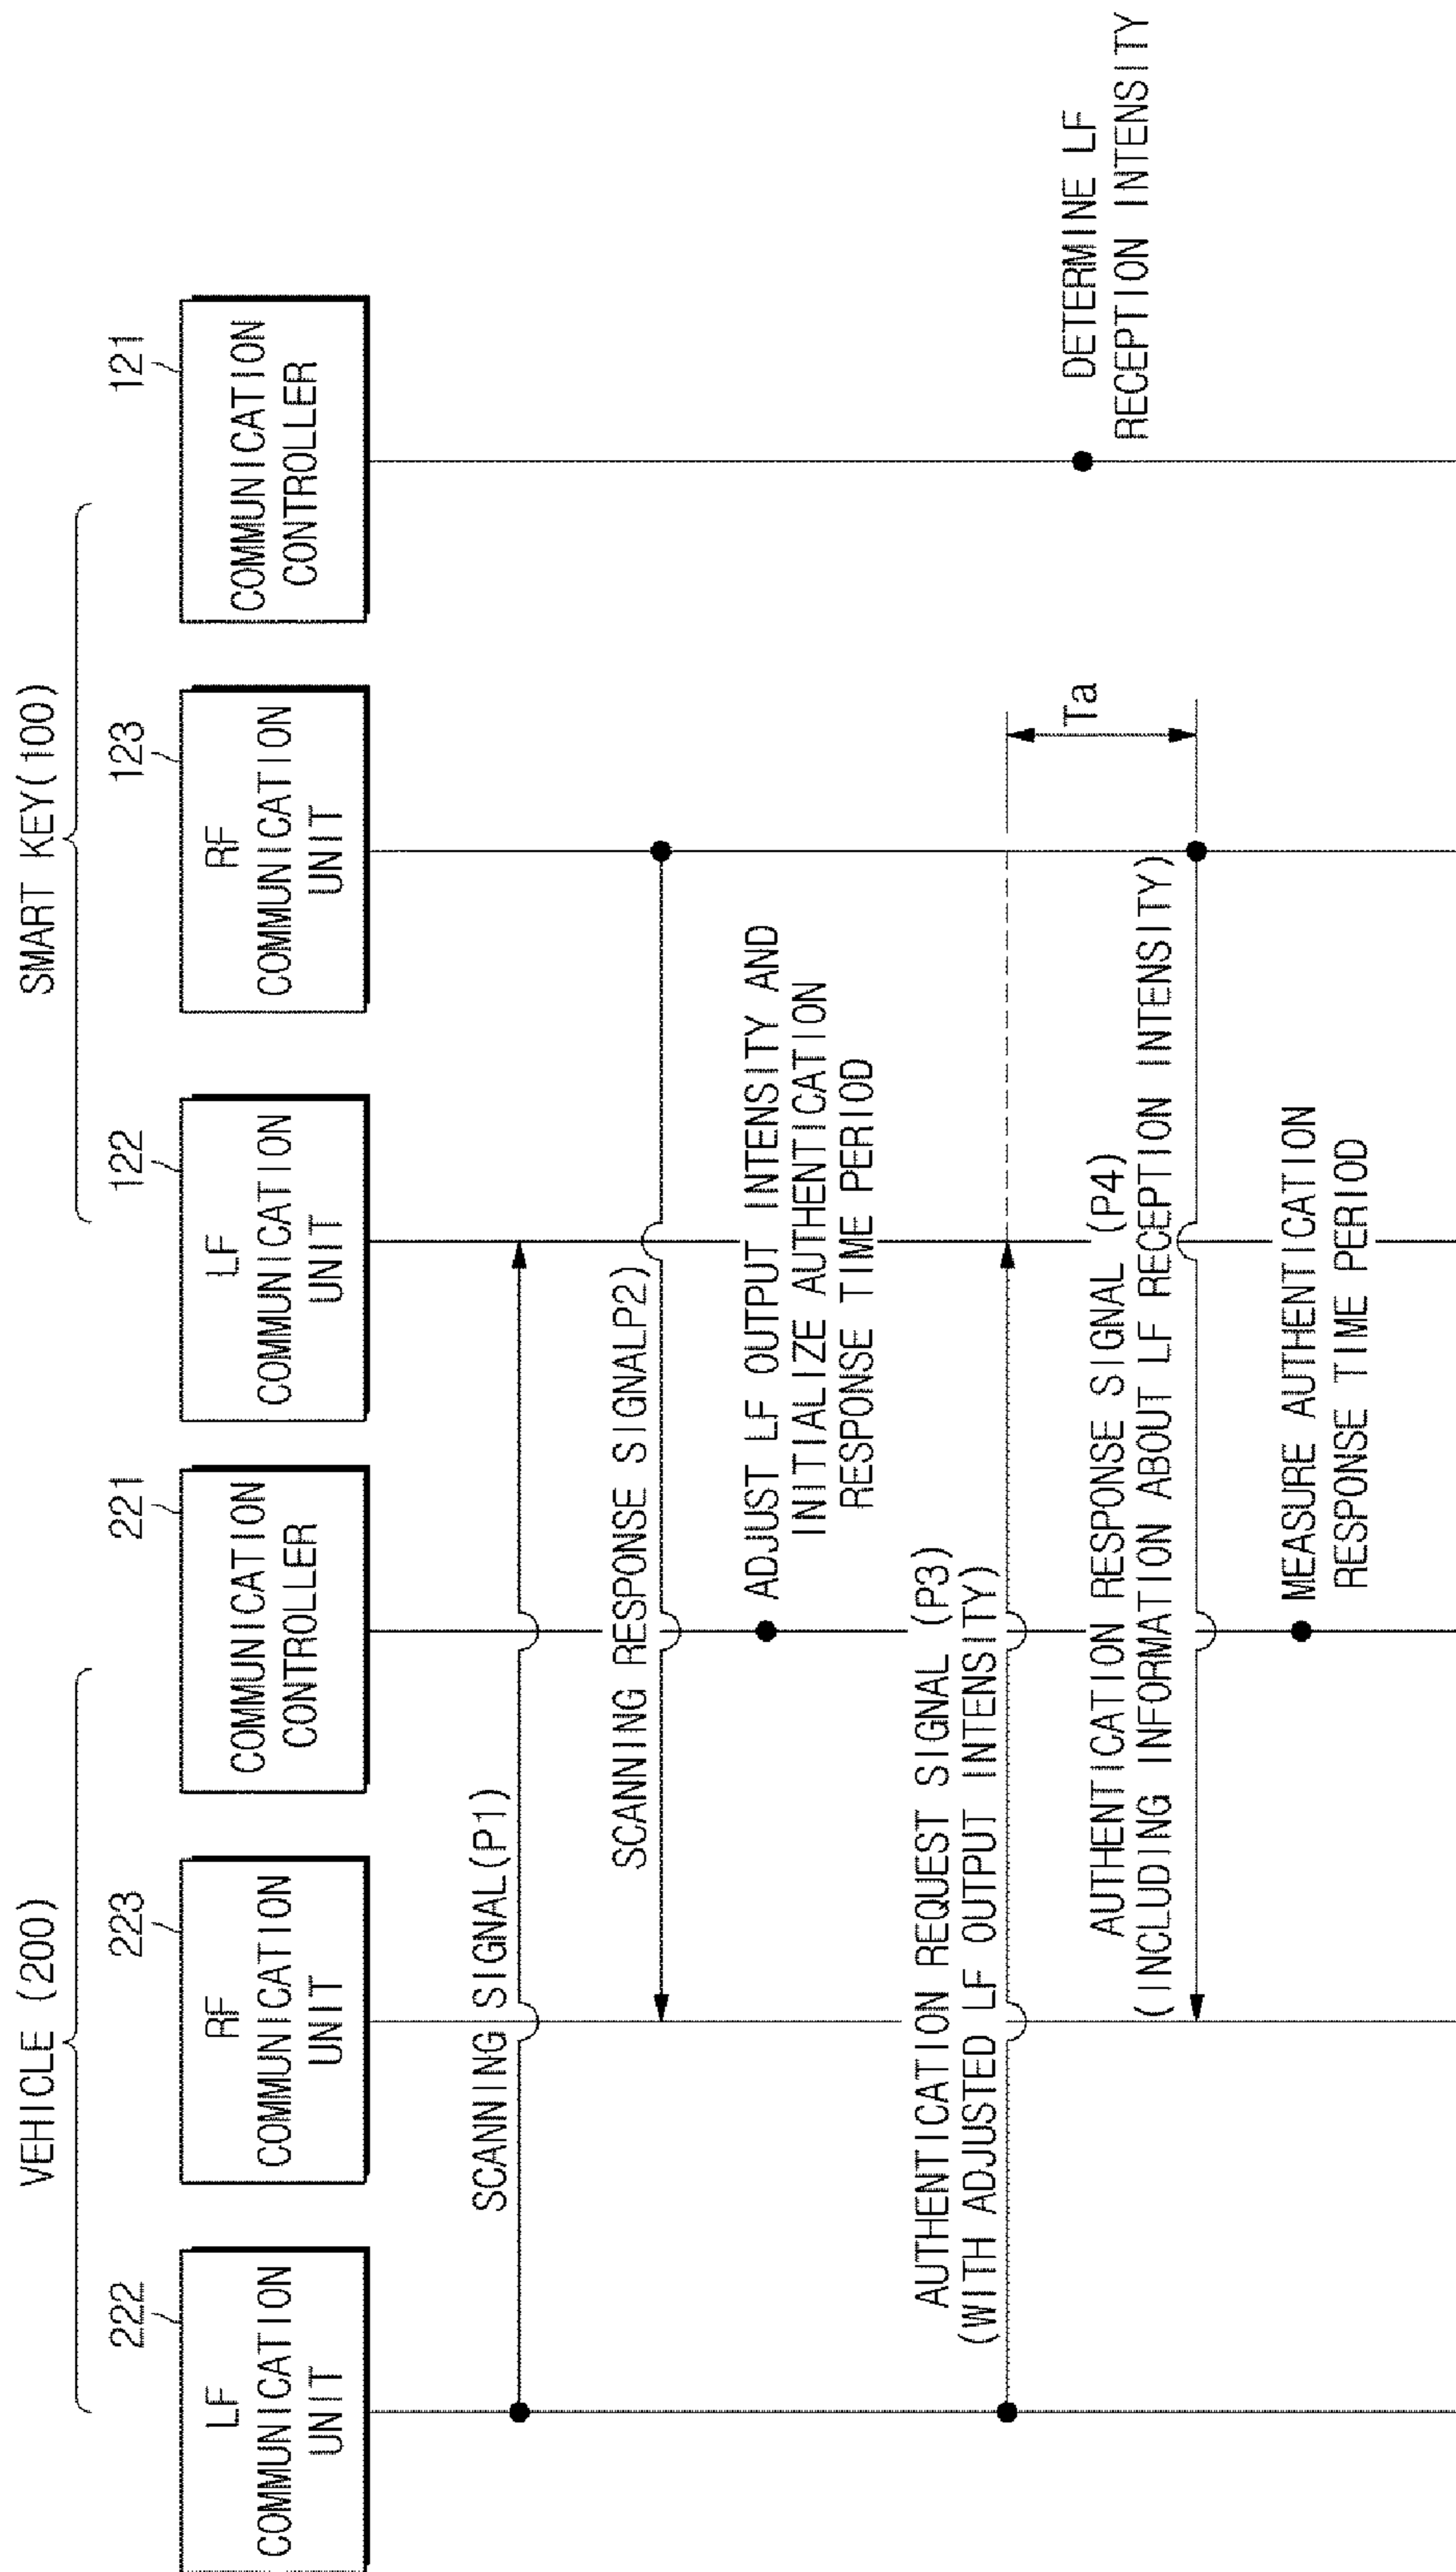 VEHICLE (200)
SMART KEY(100)
222
223
221
122
123
121
LF
COMMUNICATION
UNIT
RF
COMMUNICATION
UNIT
COMMUNICATION
CONTROLLER
LF
COMMUNICATION
UNIT
RF
COMMUNICATION
UNIT
COMMUNICATION
CONTROLLER
SCANNING SIGNAL(P1)
SCANNING RESPONSE SIGNALP2)
ADJUST LF OUTPUT INTENSITY AND
INITIALIZE AUTHENTICATION
RESPONSE TIME PERIOD
AUTHENTICATION REQUEST SIGNAL (P3)
(WITH ADJUSTED LF OUTPUT INTENSITY)
Ta
DETERMINE LF
RECEPTION INTENSITY
AUTHENTICATION RESPONSE SIGNAL (P4)
(INCLUDING INFORMATION ABOUT LF RECEPTION INTENSITY)
MEASURE AUTHENTICATION
RESPONSE TIME PERIOD